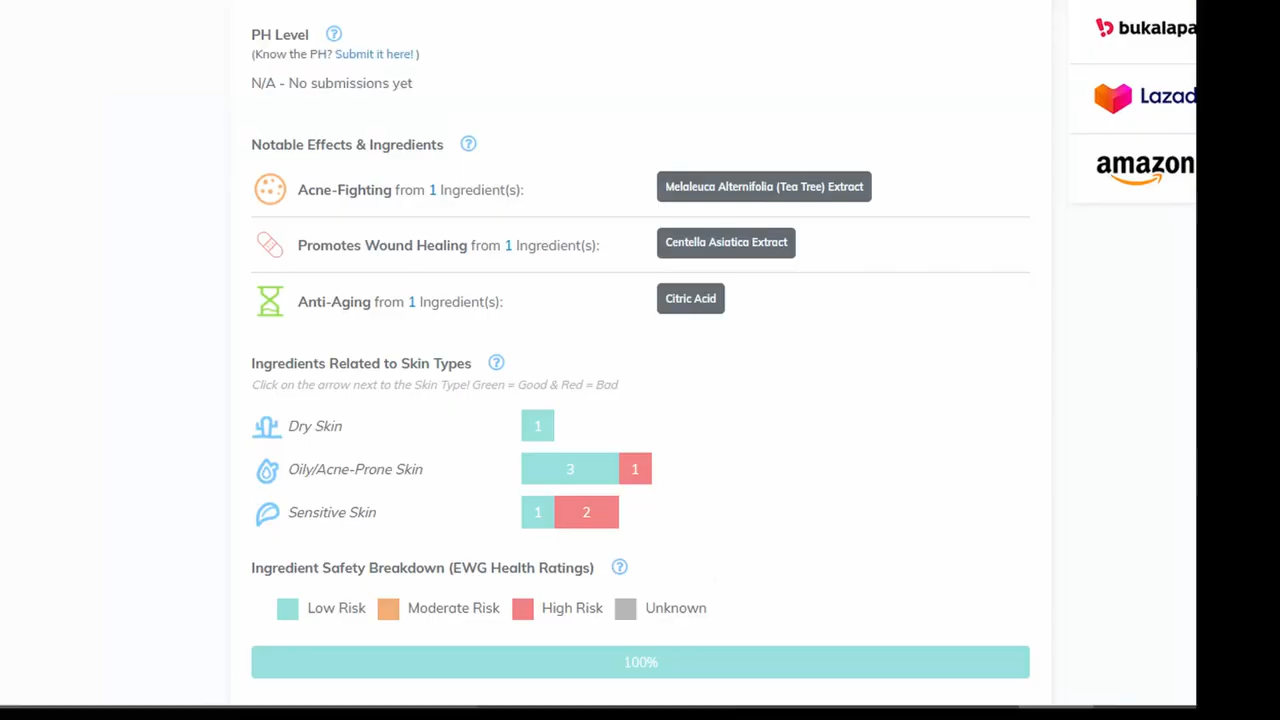 PH Level
(Know the PH? Submit it here! )
N/A - No submissions yet
Notable Effects & Ingredients
Acne-Fighting from 1 Ingredient(s):
Melaleuca Alternifolia (Tea Tree) Extract
Promotes Wound Healing from 1 Ingredient(s):
Centella Asiatica Extract
Anti-Aging from 1 Ingredient(s):
Citric Acid
Ingredients Related to Skin Types
Click on the arrow next to the Skin Type! Green = Good & Red = Bad
Dry Skin 1
Oily/Acne-Prone Skin 3 1
Sensitive Skin 1 2
Ingredient Safety Breakdown (EWG Health Ratings)
Low Risk Moderate Risk High Risk Unknown
100%
bukalapa
Lazad
amazon